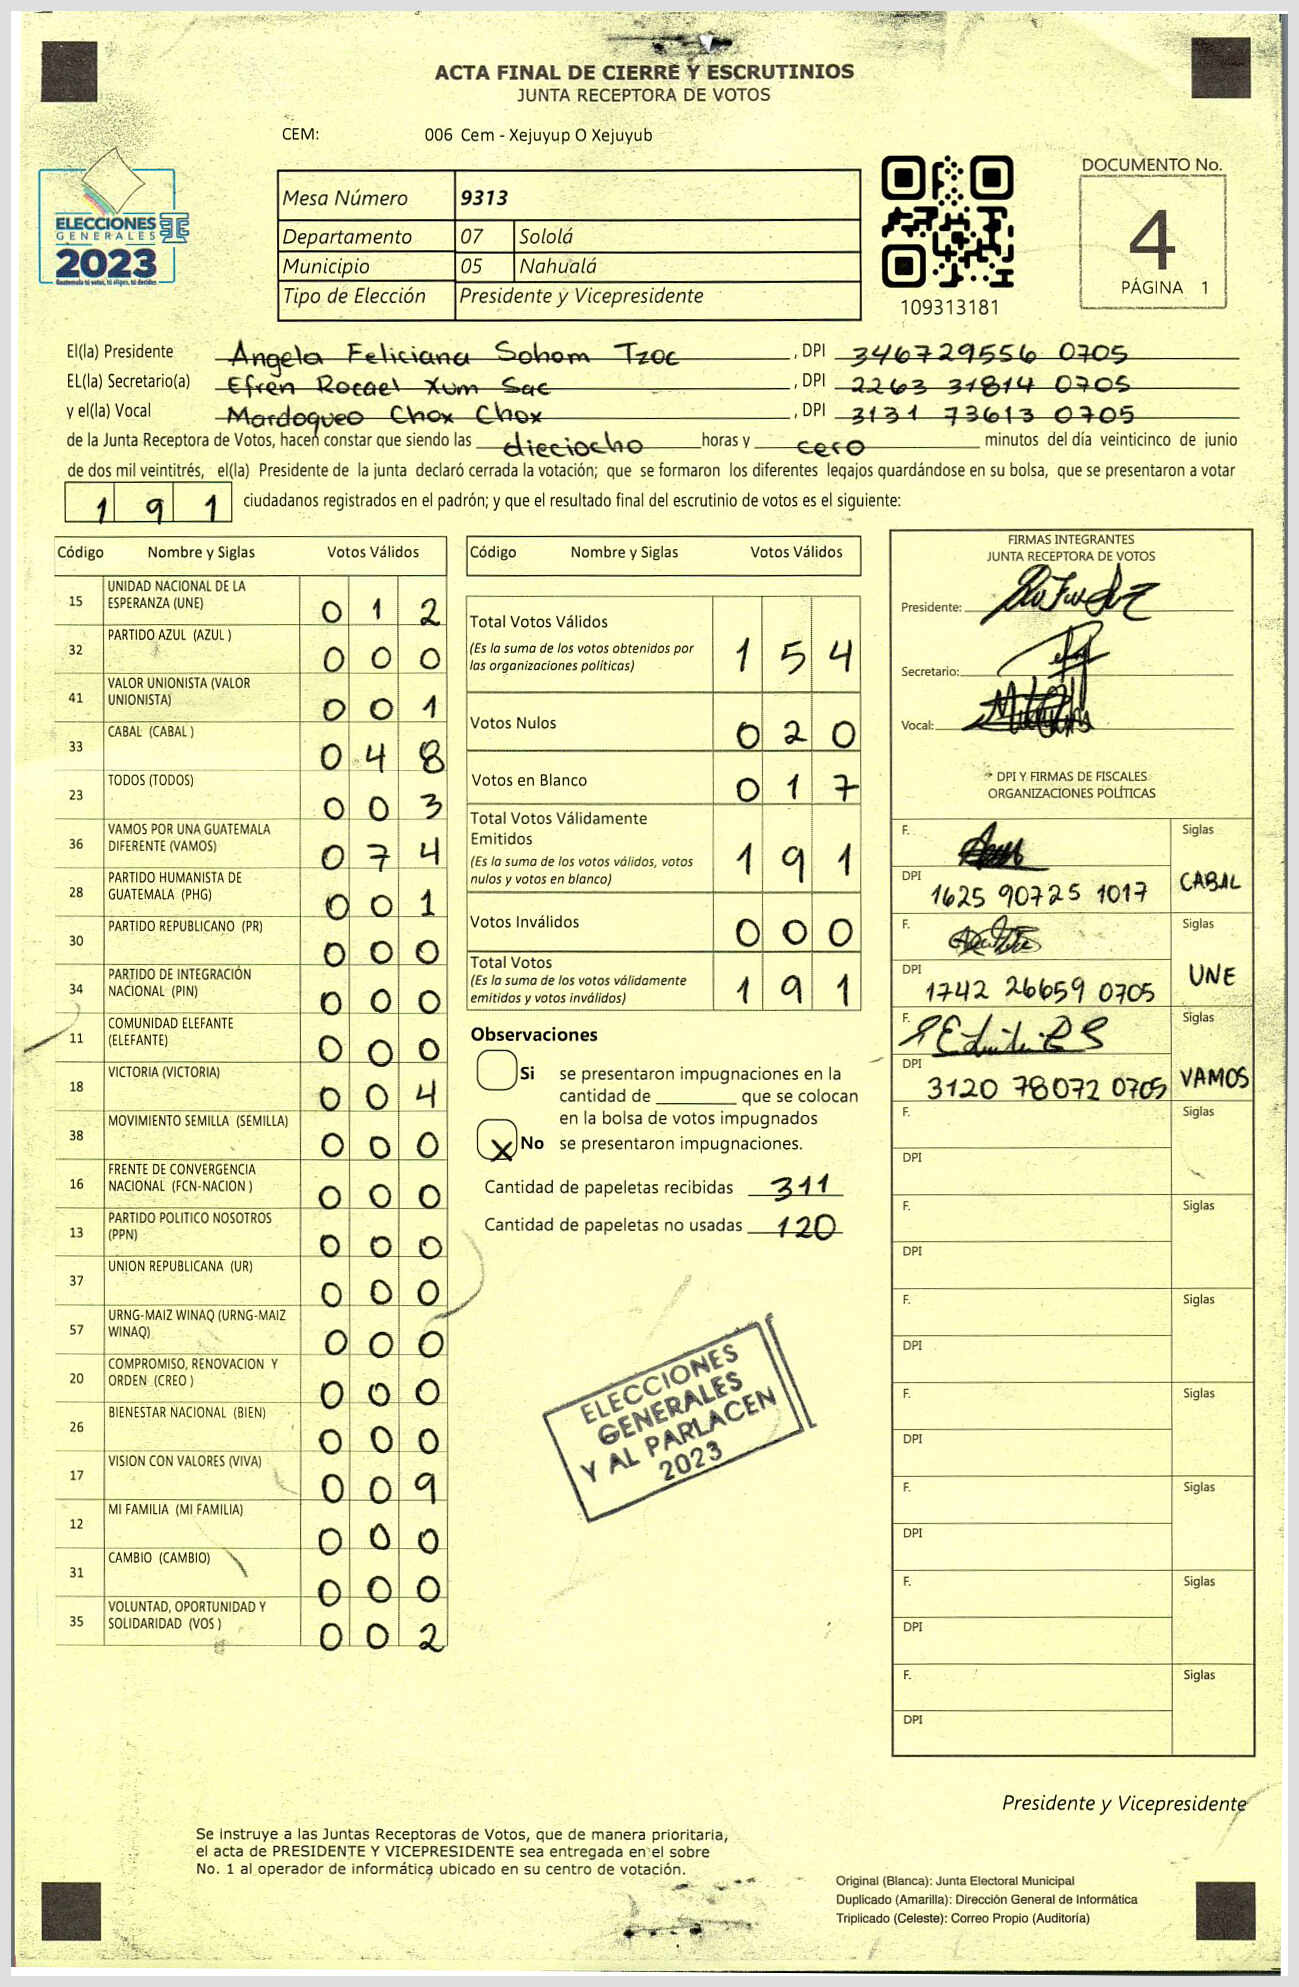 ACTA FINAL DE CIERRE Y ESCRUTINIOS
JUNTA RECEPTORA DE VOTOS
CEM: 006 Cem - Xejuyup O Xejuyub
ELECCIONES
GENERALES
2023
Guatemala tú votas, tú eliges, tú decides
Mesa Número 9313
Departamento 07 Sololá
Municipio 05 Nahualá
Tipo de Elección Presidente y Vicepresidente
109313181
DOCUMENTO No.
4
PÁGINA 1
El(la) Presidente Angela Feliciana Sohom Tzoc , DPI 346729556 0705
EL(la) Secretario(a) Efren Rocael Xum Sac , DPI 2263 31814 0705
y el(la) Vocal Mardoqueo Chox Chox , DPI 3131 73613 0705
de la Junta Receptora de Votos, hacen constar que siendo las dieciocho horas y cero minutos del día veinticinco de junio
de dos mil veintitrés, el(la) Presidente de la junta declaró cerrada la votación; que se formaron los diferentes legajos guardándose en su bolsa, que se presentaron a votar
1 9 1 ciudadanos registrados en el padrón; y que el resultado final del escrutinio de votos es el siguiente:
Código Nombre y Siglas Votos Válidos
15 UNIDAD NACIONAL DE LA ESPERANZA (UNE) 0 1 2
32 PARTIDO AZUL (AZUL ) 0 0 0
41 VALOR UNIONISTA (VALOR UNIONISTA) 0 0 1
33 CABAL (CABAL ) 0 4 8
23 TODOS (TODOS) 0 0 3
36 VAMOS POR UNA GUATEMALA DIFERENTE (VAMOS) 0 7 4
28 PARTIDO HUMANISTA DE GUATEMALA (PHG) 0 0 1
30 PARTIDO REPUBLICANO (PR) 0 0 0
34 PARTIDO DE INTEGRACIÓN NACIONAL (PIN) 0 0 0
11 COMUNIDAD ELEFANTE (ELEFANTE) 0 0 0
18 VICTORIA (VICTORIA) 0 0 4
38 MOVIMIENTO SEMILLA (SEMILLA) 0 0 0
16 FRENTE DE CONVERGENCIA NACIONAL (FCN-NACION ) 0 0 0
13 PARTIDO POLITICO NOSOTROS (PPN) 0 0 0
37 UNION REPUBLICANA (UR) 0 0 0
57 URNG-MAIZ WINAQ (URNG-MAIZ WINAQ) 0 0 0
20 COMPROMISO, RENOVACION Y ORDEN (CREO ) 0 0 0
26 BIENESTAR NACIONAL (BIEN) 0 0 0
17 VISION CON VALORES (VIVA) 0 0 9
12 MI FAMILIA (MI FAMILIA) 0 0 0
31 CAMBIO (CAMBIO) 0 0 0
35 VOLUNTAD, OPORTUNIDAD Y SOLIDARIDAD (VOS ) 0 0 2
Código Nombre y Siglas Votos Válidos
Total Votos Válidos 1 5 4
(Es la suma de los votos obtenidos por
las organizaciones políticas)
Votos Nulos 0 2 0
Votos en Blanco 0 1 7
Total Votos Válidamente
Emitidos 1 9 1
(Es la suma de los votos válidos, votos
nulos y votos en blanco)
Votos Inválidos 0 0 0
Total Votos 1 9 1
(Es la suma de los votos válidamente
emitidos y votos inválidos)
Observaciones
Si se presentaron impugnaciones en la
cantidad de ________ que se colocan
en la bolsa de votos impugnados
X No se presentaron impugnaciones.
Cantidad de papeletas recibidas 311
Cantidad de papeletas no usadas 120
ELECCIONES
GENERALES
Y AL PARLACEN
2023
FIRMAS INTEGRANTES
JUNTA RECEPTORA DE VOTOS
Presidente:
Secretario:
Vocal:
DPI Y FIRMAS DE FISCALES
ORGANIZACIONES POLÍTICAS
F. Siglas
DPI 1625 90725 1017 CABAL
F. Siglas
DPI 1742 26659 0705 UNE
F. Siglas
DPI 3120 78072 0705 VAMOS
F. Siglas
DPI
F. Siglas
DPI
F. Siglas
DPI
F. Siglas
DPI
F. Siglas
DPI
F. Siglas
DPI
F. Siglas
DPI
Presidente y Vicepresidente
Se instruye a las Juntas Receptoras de Votos, que de manera prioritaria,
el acta de PRESIDENTE Y VICEPRESIDENTE sea entregada en el sobre
No. 1 al operador de informática ubicado en su centro de votación.
Original (Blanca): Junta Electoral Municipal
Duplicado (Amarilla): Dirección General de Informática
Triplicado (Celeste): Correo Propio (Auditoría)